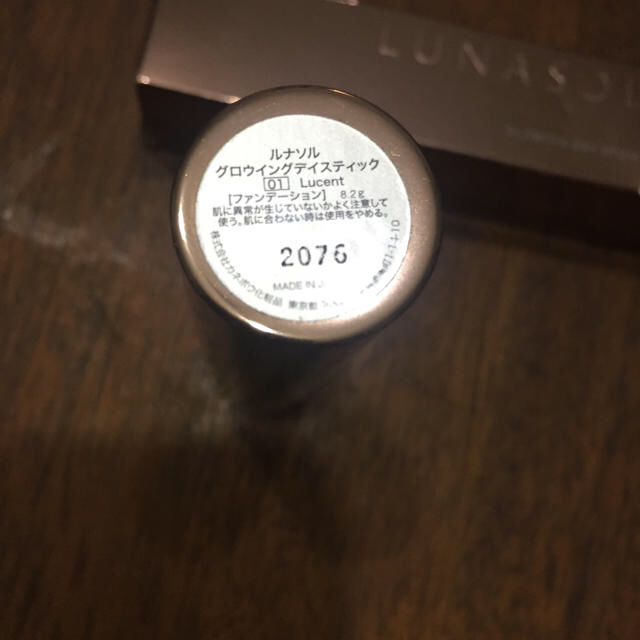 LUNASOL
ルナソル
グロウイングデイスティック
01 Lucent
[ファンデーション] 8.2g
肌に異常が生じていないかよく注意して
使う。肌に合わない時は使用をやめる。
2076
MADE IN
株式会社カネボウ化粧品 東京都